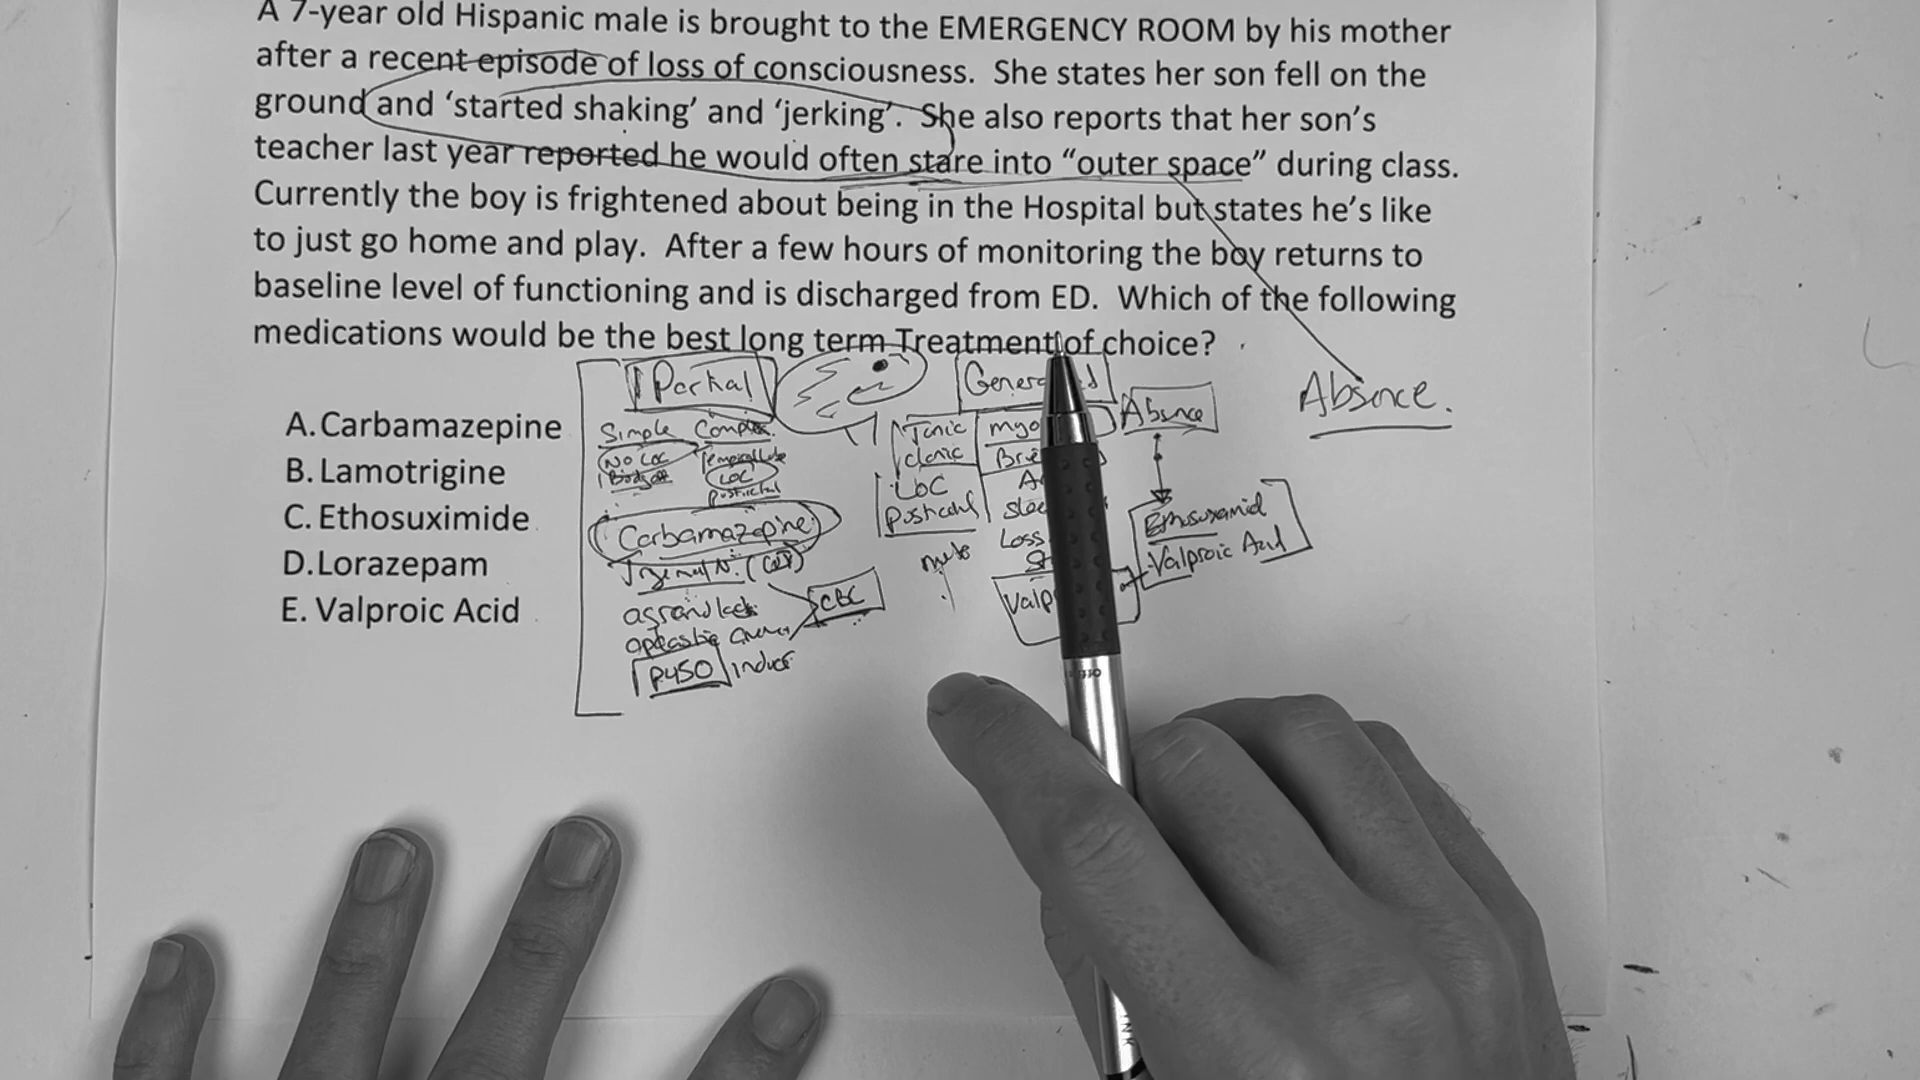 A 7-year old Hispanic male is brought to the EMERGENCY ROOM by his mother
after a recent episode of loss of consciousness. She states her son fell on the
ground and ‘started shaking’ and ‘jerking’. She also reports that her son’s
teacher last year reported he would often stare into “outer space” during class.
Currently the boy is frightened about being in the Hospital but states he’s like
to just go home and play. After a few hours of monitoring the boy returns to
baseline level of functioning and is discharged from ED. Which of the following
medications would be the best long term Treatment of choice?
A. Carbamazepine
B. Lamotrigine
C. Ethosuximide
D. Lorazepam
E. Valproic Acid
Partial
Simple Complex
NO LOC
LOC
Carbamazepine
CBC
P450 induce
Tonic
clonic
LOC
Absence
Valproic Acid
Absence.